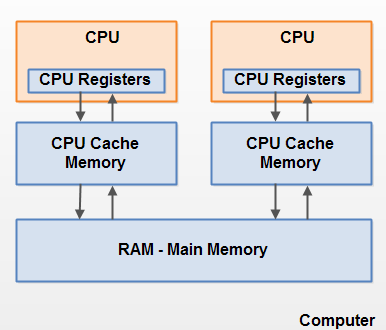 CPU
CPU
CPU Registers
CPU Registers
CPU Cache
Memory
CPU Cache
Memory
RAM - Main Memory
Computer